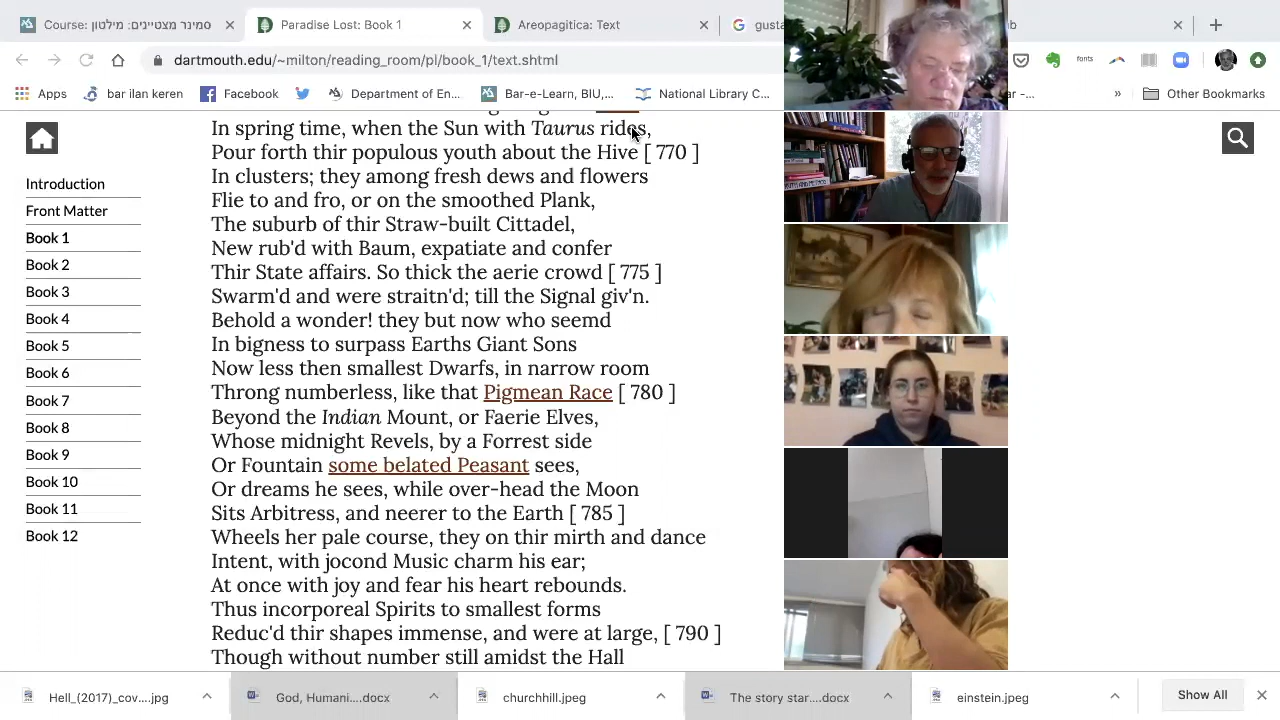 Course: סמינר מצטיינים: מילטון
Paradise Lost: Book 1
Areopagitica: Text
gusta
dartmouth.edu/~milton/reading_room/pl/book_1/text.shtml
fonts
Apps
bar ilan keren
Facebook
Department of En...
Bar-e-Learn, BIU,...
National Library C...
»
Other Bookmarks
Introduction
Front Matter
Book 1
Book 2
Book 3
Book 4
Book 5
Book 6
Book 7
Book 8
Book 9
Book 10
Book 11
Book 12
In spring time, when the Sun with Taurus rides,
Pour forth thir populous youth about the Hive [ 770 ]
In clusters; they among fresh dews and flowers
Flie to and fro, or on the smoothed Plank,
The suburb of thir Straw-built Cittadel,
New rub'd with Baum, expatiate and confer
Thir State affairs. So thick the aerie crowd [ 775 ]
Swarm'd and were straitn'd; till the Signal giv'n.
Behold a wonder! they but now who seemd
In bigness to surpass Earths Giant Sons
Now less then smallest Dwarfs, in narrow room
Throng numberless, like that Pigmean Race [ 780 ]
Beyond the Indian Mount, or Faerie Elves,
Whose midnight Revels, by a Forrest side
Or Fountain some belated Peasant sees,
Or dreams he sees, while over-head the Moon
Sits Arbitress, and neerer to the Earth [ 785 ]
Wheels her pale course, they on thir mirth and dance
Intent, with jocond Music charm his ear;
At once with joy and fear his heart rebounds.
Thus incorporeal Spirits to smallest forms
Reduc'd thir shapes immense, and were at large, [ 790 ]
Though without number still amidst the Hall
Hell_(2017)_cov....jpg
God, Humani....docx
churchhill.jpeg
The story star....docx
einstein.jpeg
Show All